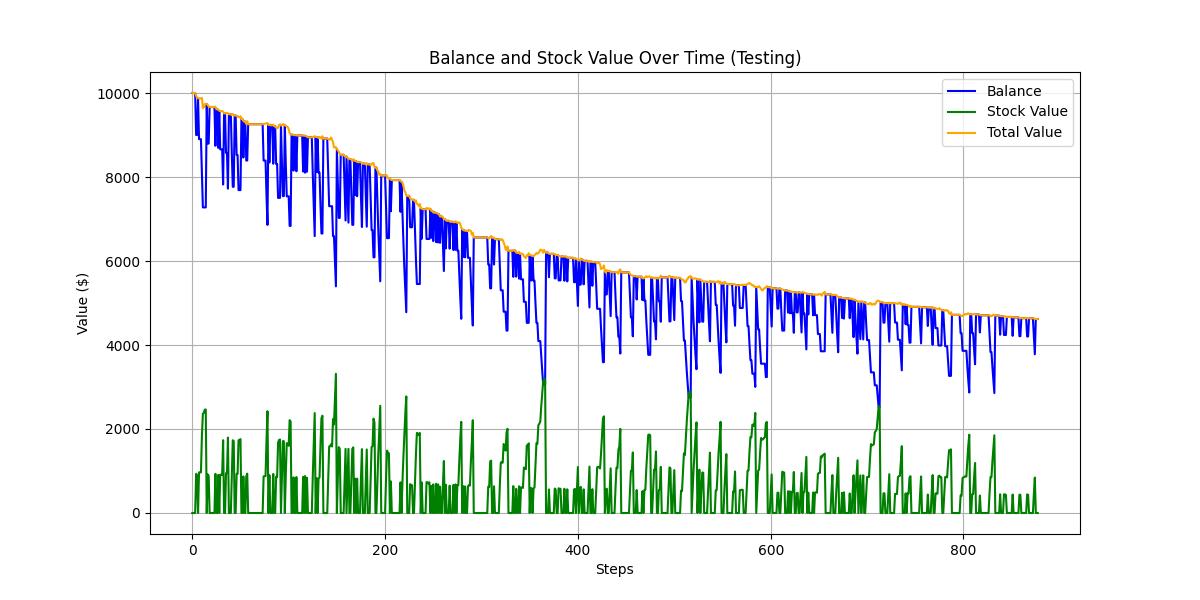 Balance and Stock Value Over Time (Testing)
Balance
Stock Value
Total Value
10000
8000
6000
4000
2000
0
Value ($)
0 200 400 600 800
Steps